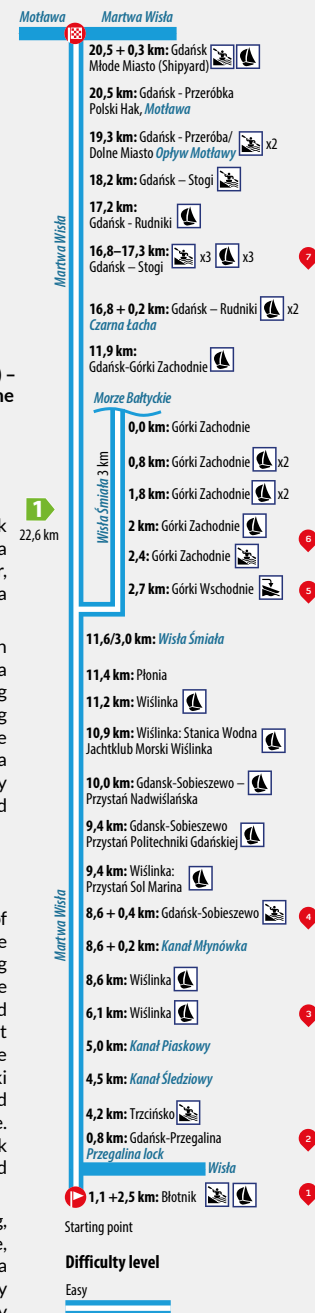 Motława
Martwa Wisła
20,5 + 0,3 km: Gdańsk
Młode Miasto (Shipyard)
20,5 km: Gdańsk - Przeróbka
Polski Hak, Motława
19,3 km: Gdańsk - Przeróba/
Dolne Miasto Opływ Motławy x2
18,2 km: Gdańsk – Stogi
17,2 km:
Gdańsk - Rudniki
Martwa Wisła
16,8–17,3 km:
Gdańsk – Stogi x3 x3
7
16,8 + 0,2 km: Gdańsk – Rudniki x2
Czarna Łacha
11,9 km:
Gdańsk-Górki Zachodnie
Morze Bałtyckie
0,0 km: Górki Zachodnie
0,8 km: Górki Zachodnie x2
1,8 km: Górki Zachodnie x2
2 km: Górki Zachodnie
6
2,4: Górki Zachodnie
2,7 km: Górki Wschodnie
5
Wisła Śmiała 3 km
1
22,6 km
11,6/3,0 km: Wisła Śmiała
11,4 km: Płonia
11,2 km: Wiślinka
10,9 km: Wiślinka: Stanica Wodna
Jachtklub Morski Wiślinka
10,0 km: Gdansk-Sobieszewo –
Przystań Nadwiślańska
9,4 km: Gdansk-Sobieszewo
Przystań Politechniki Gdańskiej
9,4 km: Wiślinka:
Przystań Sol Marina
8,6 + 0,4 km: Gdańsk-Sobieszewo
4
8,6 + 0,2 km: Kanał Młynówka
Martwa Wisła
8,6 km: Wiślinka
6,1 km: Wiślinka
3
5,0 km: Kanał Piaskowy
4,5 km: Kanał Śledziowy
4,2 km: Trzcińsko
0,8 km: Gdańsk-Przegalina
2
Przegalina lock
Wisła
1,1 +2,5 km: Błotnik
1
Starting point
Difficulty level
Easy